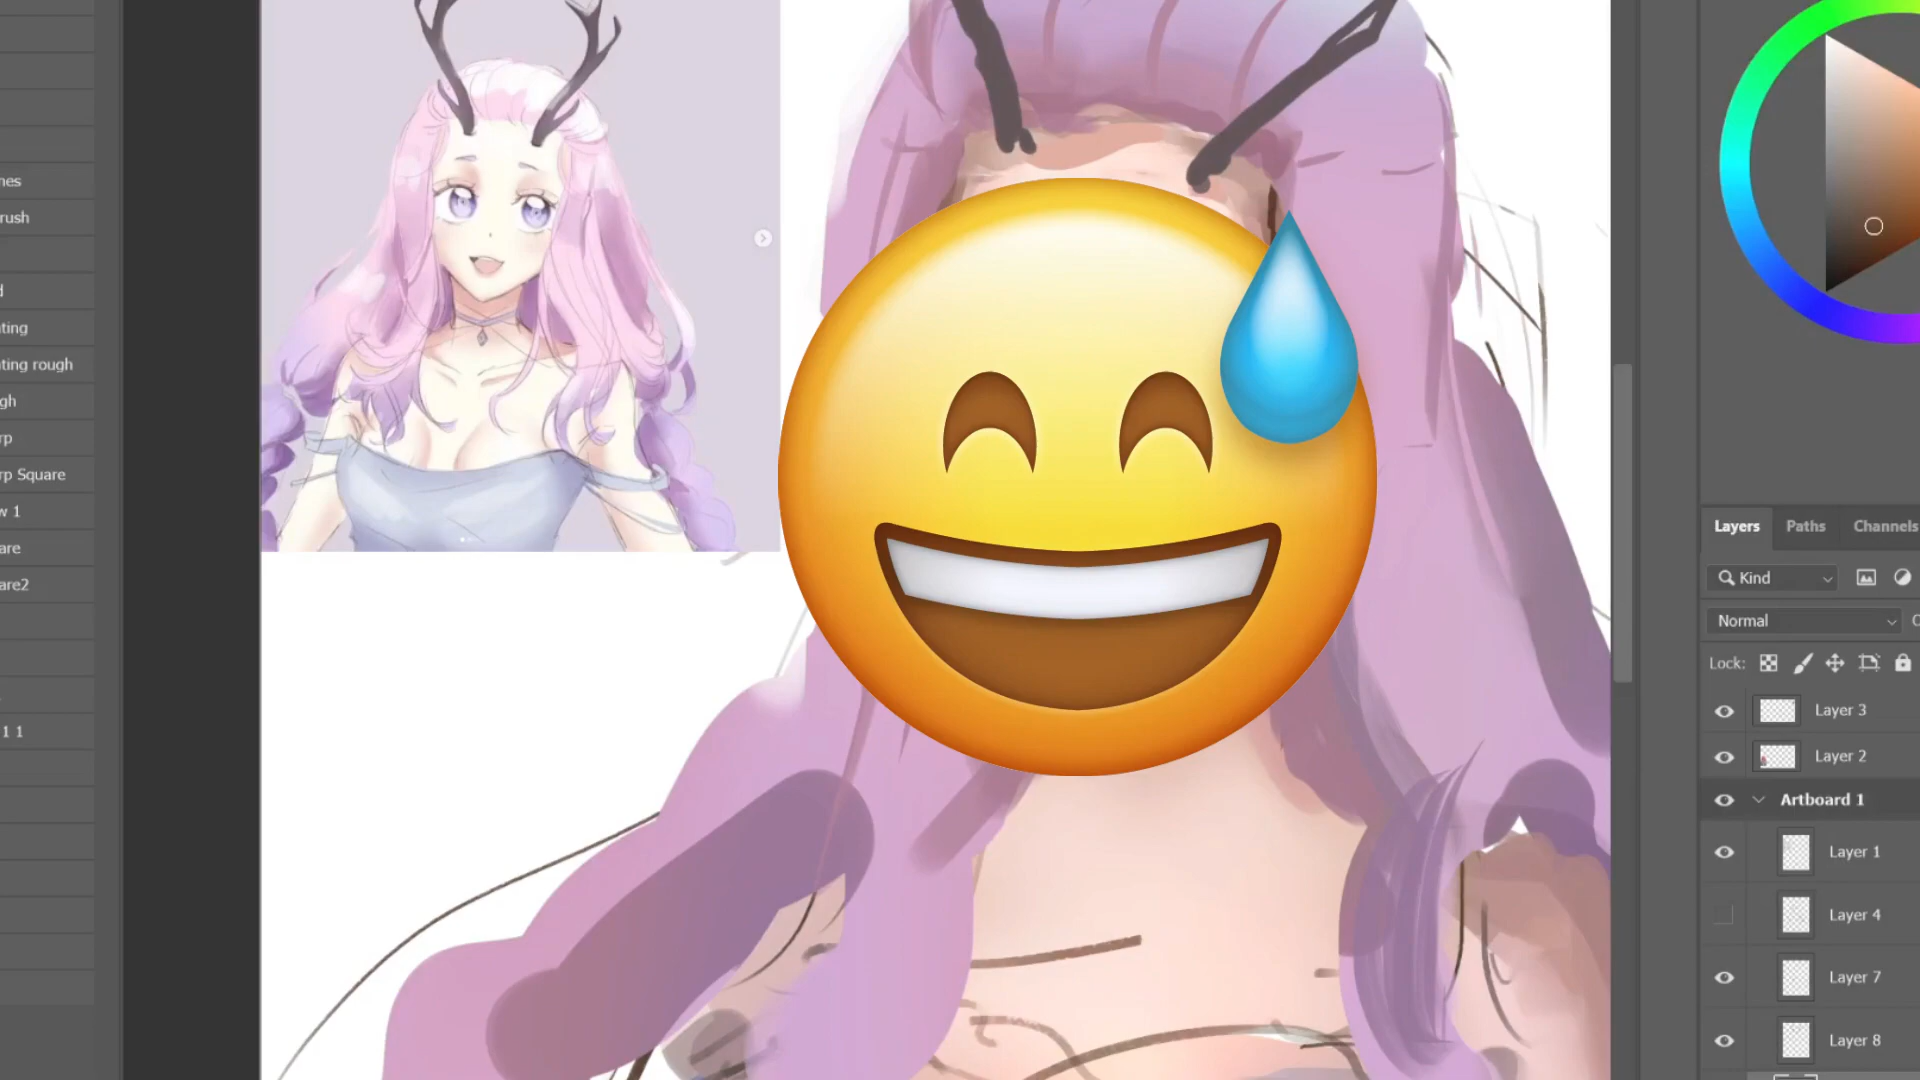 nes
rush
d
ting
ting rough
gh
rp
rp Square
w 1
are
are2
1 1
Layers Paths Channels
Kind
Normal
Lock:
Layer 3
Layer 2
Artboard 1
Layer 1
Layer 4
Layer 7
Layer 8